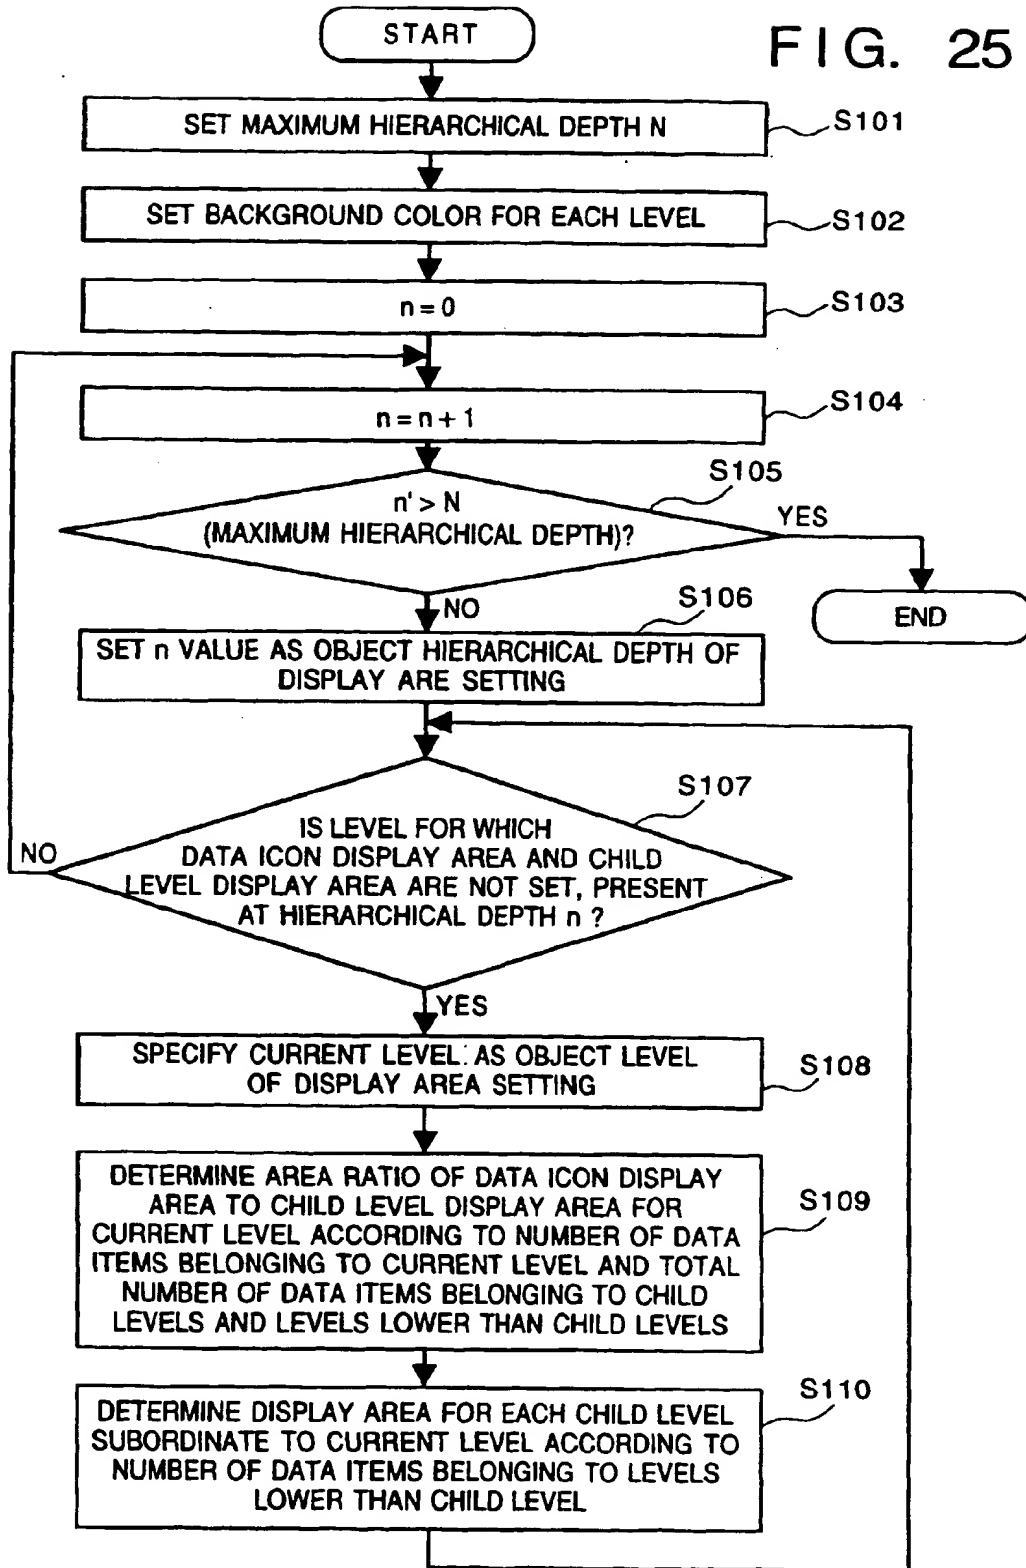 START
FIG. 25
SET MAXIMUM HIERARCHICAL DEPTH N
S101
SET BACKGROUND COLOR FOR EACH LEVEL
S102
n = 0
S103
n = n + 1
S104
S105
n' > N
(MAXIMUM HIERARCHICAL DEPTH)?
YES
END
NO
S106
SET n VALUE AS OBJECT HIERARCHICAL DEPTH OF
DISPLAY ARE SETTING
S107
IS LEVEL FOR WHICH
DATA ICON DISPLAY AREA AND CHILD
LEVEL DISPLAY AREA ARE NOT SET, PRESENT
AT HIERARCHICAL DEPTH n ?
NO
YES
SPECIFY CURRENT LEVEL AS OBJECT LEVEL
OF DISPLAY AREA SETTING
S108
DETERMINE AREA RATIO OF DATA ICON DISPLAY
AREA TO CHILD LEVEL DISPLAY AREA FOR
CURRENT LEVEL ACCORDING TO NUMBER OF DATA
ITEMS BELONGING TO CURRENT LEVEL AND TOTAL
NUMBER OF DATA ITEMS BELONGING TO CHILD
LEVELS AND LEVELS LOWER THAN CHILD LEVELS
S109
DETERMINE DISPLAY AREA FOR EACH CHILD LEVEL
SUBORDINATE TO CURRENT LEVEL ACCORDING TO
NUMBER OF DATA ITEMS BELONGING TO LEVELS
LOWER THAN CHILD LEVEL
S110